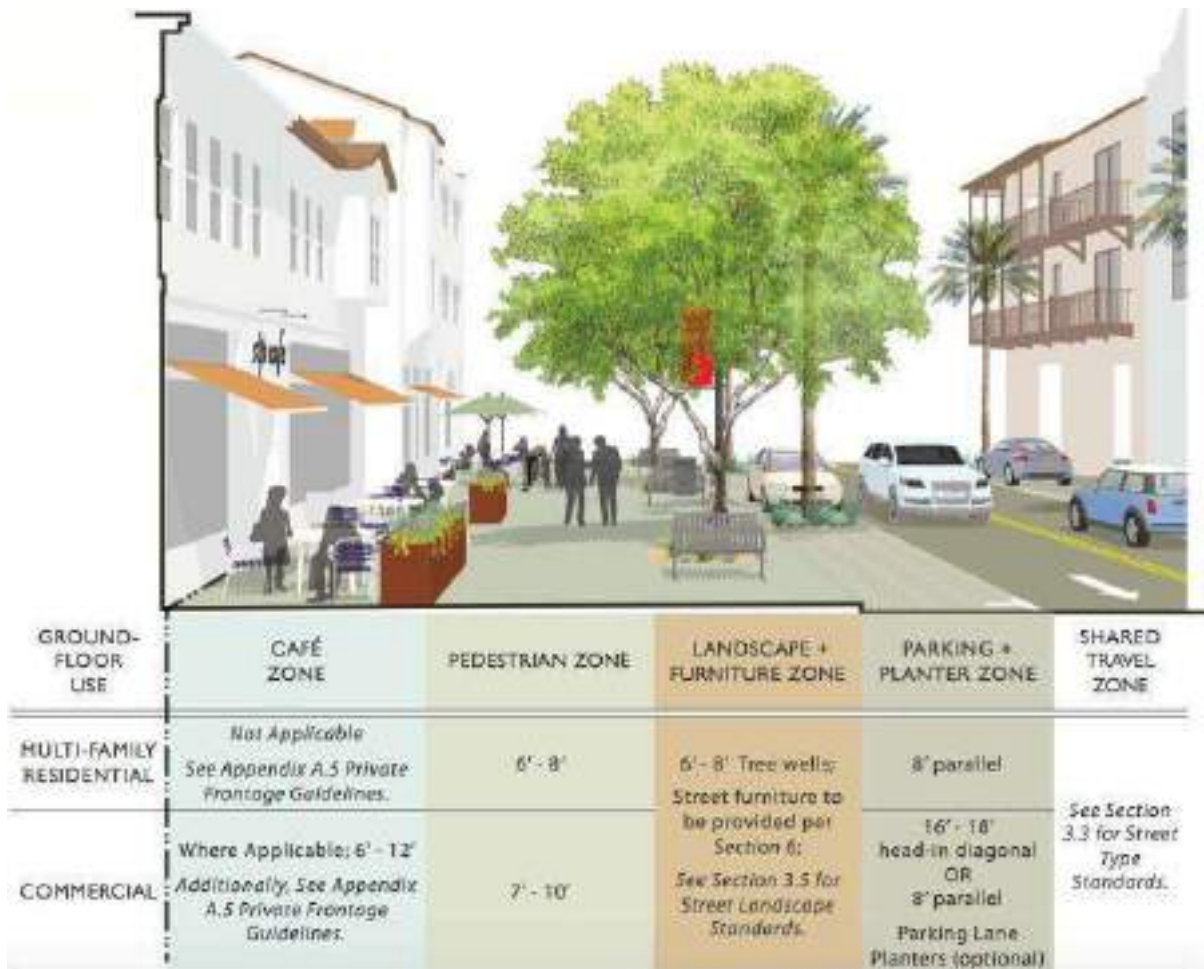 shop
GROUND-
FLOOR
USE
CAFÉ
ZONE
PEDESTRIAN ZONE
LANDSCAPE +
FURNITURE ZONE
PARKING +
PLANTER ZONE
SHARED
TRAVEL
ZONE
MULTI-FAMILY
RESIDENTIAL
Not Applicable
See Appendix A.5 Private
Frontage Guidelines.
6' - 8'
6' - 8' Tree wells;
Street furniture to
be provided per
Section 6;
See Section 3.5 for
Street Landscape
Standards.
8' parallel
See Section
3.3 for Street
Type
Standards.
COMMERCIAL
Where Applicable; 6' - 12'
Additionally, See Appendix
A.5 Private Frontage
Guidelines.
7' - 10'
16' - 18'
head-in diagonal
OR
8' parallel
Parking Lane
Planters (optional)